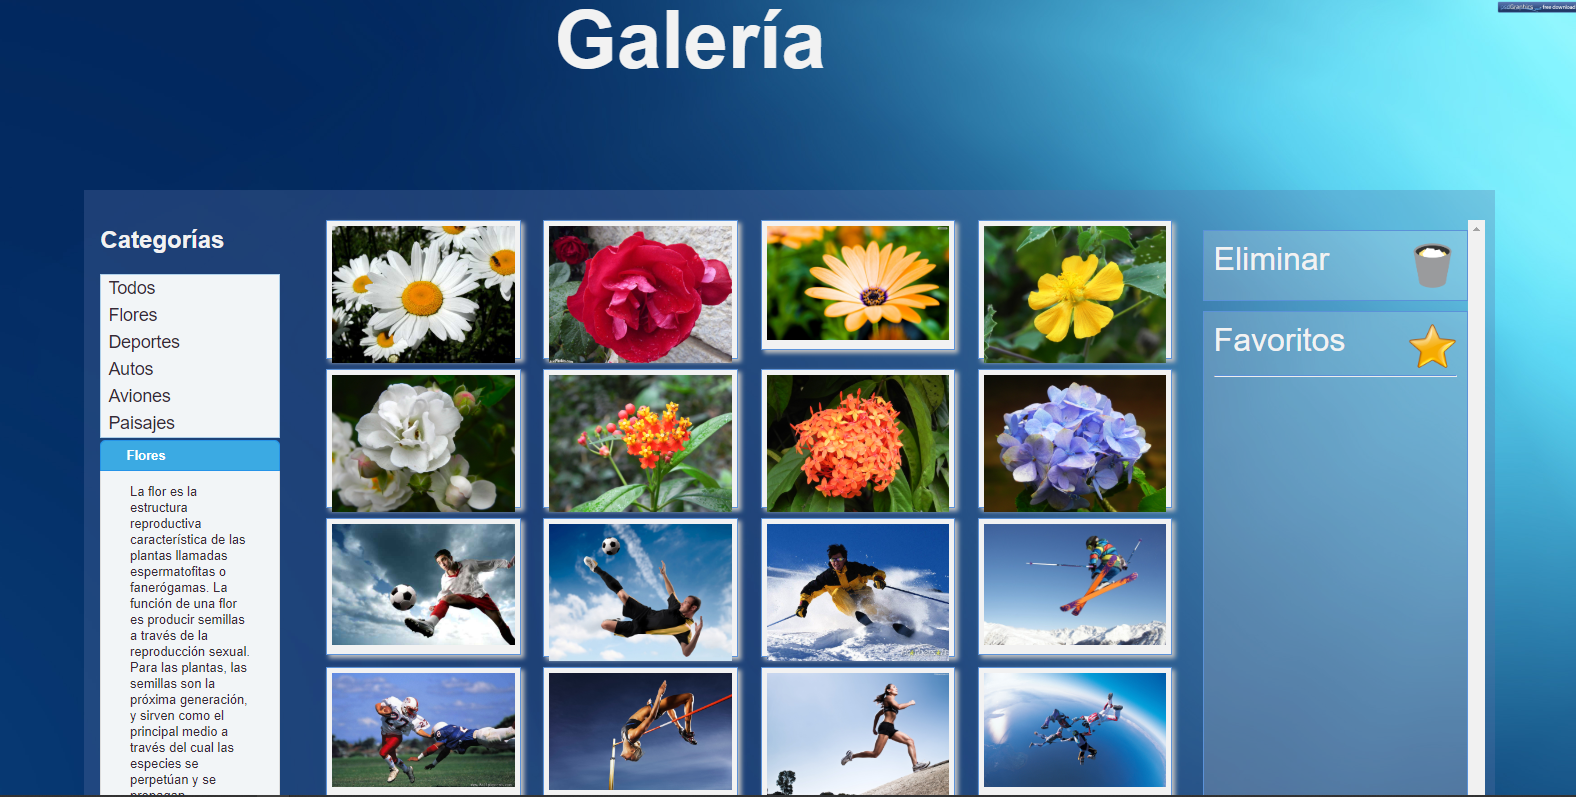 Galería
free download
Categorías
Todos
Flores
Deportes
Autos
Aviones
Paisajes
Flores
La flor es la
estructura
reproductiva
característica de las
plantas llamadas
espermatofitas o
fanerógamas. La
función de una flor
es producir semillas
a través de la
reproducción sexual.
Para las plantas, las
semillas son la
próxima generación,
y sirven como el
principal medio a
través del cual las
especies se
perpetúan y se
propagan
Eliminar
Favoritos